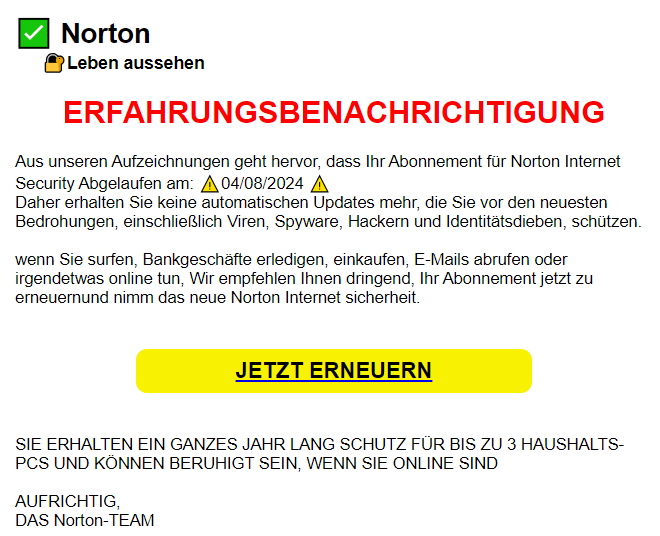 Norton
Leben aussehen
ERFAHRUNGSBENACHRICHTIGUNG
Aus unseren Aufzeichnungen geht hervor, dass Ihr Abonnement für Norton Internet
Security Abgelaufen am: ⚠04/08/2024 ⚠
Daher erhalten Sie keine automatischen Updates mehr, die Sie vor den neuesten
Bedrohungen, einschließlich Viren, Spyware, Hackern und Identitätsdieben, schützen.
wenn Sie surfen, Bankgeschäfte erledigen, einkaufen, E-Mails abrufen oder
irgendetwas online tun, Wir empfehlen Ihnen dringend, Ihr Abonnement jetzt zu
erneuernund nimm das neue Norton Internet sicherheit.
JETZT ERNEUERN
SIE ERHALTEN EIN GANZES JAHR LANG SCHUTZ FÜR BIS ZU 3 HAUSHALTS-
PCS UND KÖNNEN BERUHIGT SEIN, WENN SIE ONLINE SIND
AUFRICHTIG,
DAS Norton-TEAM